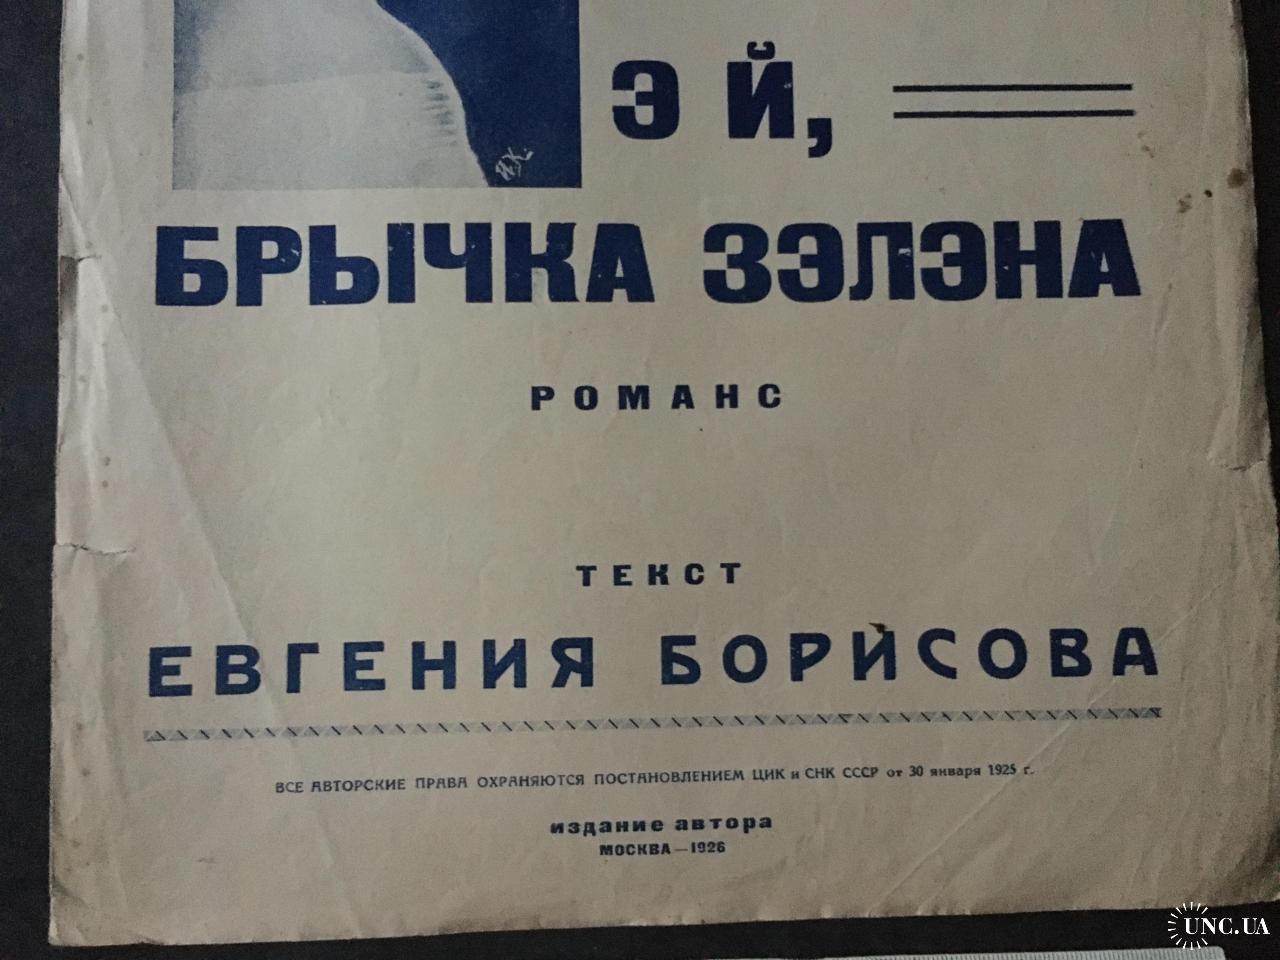 ЭЙ,
И.К.
БРЫЧКА ЗЭЛЭНА
РОМАНС
ТЕКСТ
ЕВГЕНИЯ БОРИСОВА
ВСЕ АВТОРСКИЕ ПРАВА ОХРАНЯЮТСЯ ПОСТАНОВЛЕНИЕМ ЦИК и СНК СССР от 30 января 1925 г.
издание автора
МОСКВА — 1926
UNC.UA